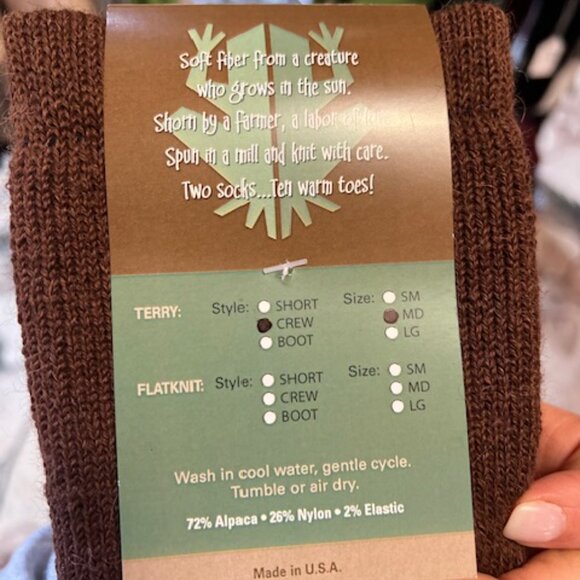 Soft fiber from a creature
who grows in the sun.
Shorn by a farmer, a labor of
Spun in a mill and knit with care.
Two socks...Ten warm toes!
TERRY: Style: SHORT Size: SM
CREW MD
BOOT LG
FLATKNIT: Style: SHORT Size: SM
CREW MD
BOOT LG
Wash in cool water, gentle cycle.
Tumble or air dry.
72% Alpaca • 26% Nylon • 2% Elastic
Made in U.S.A.